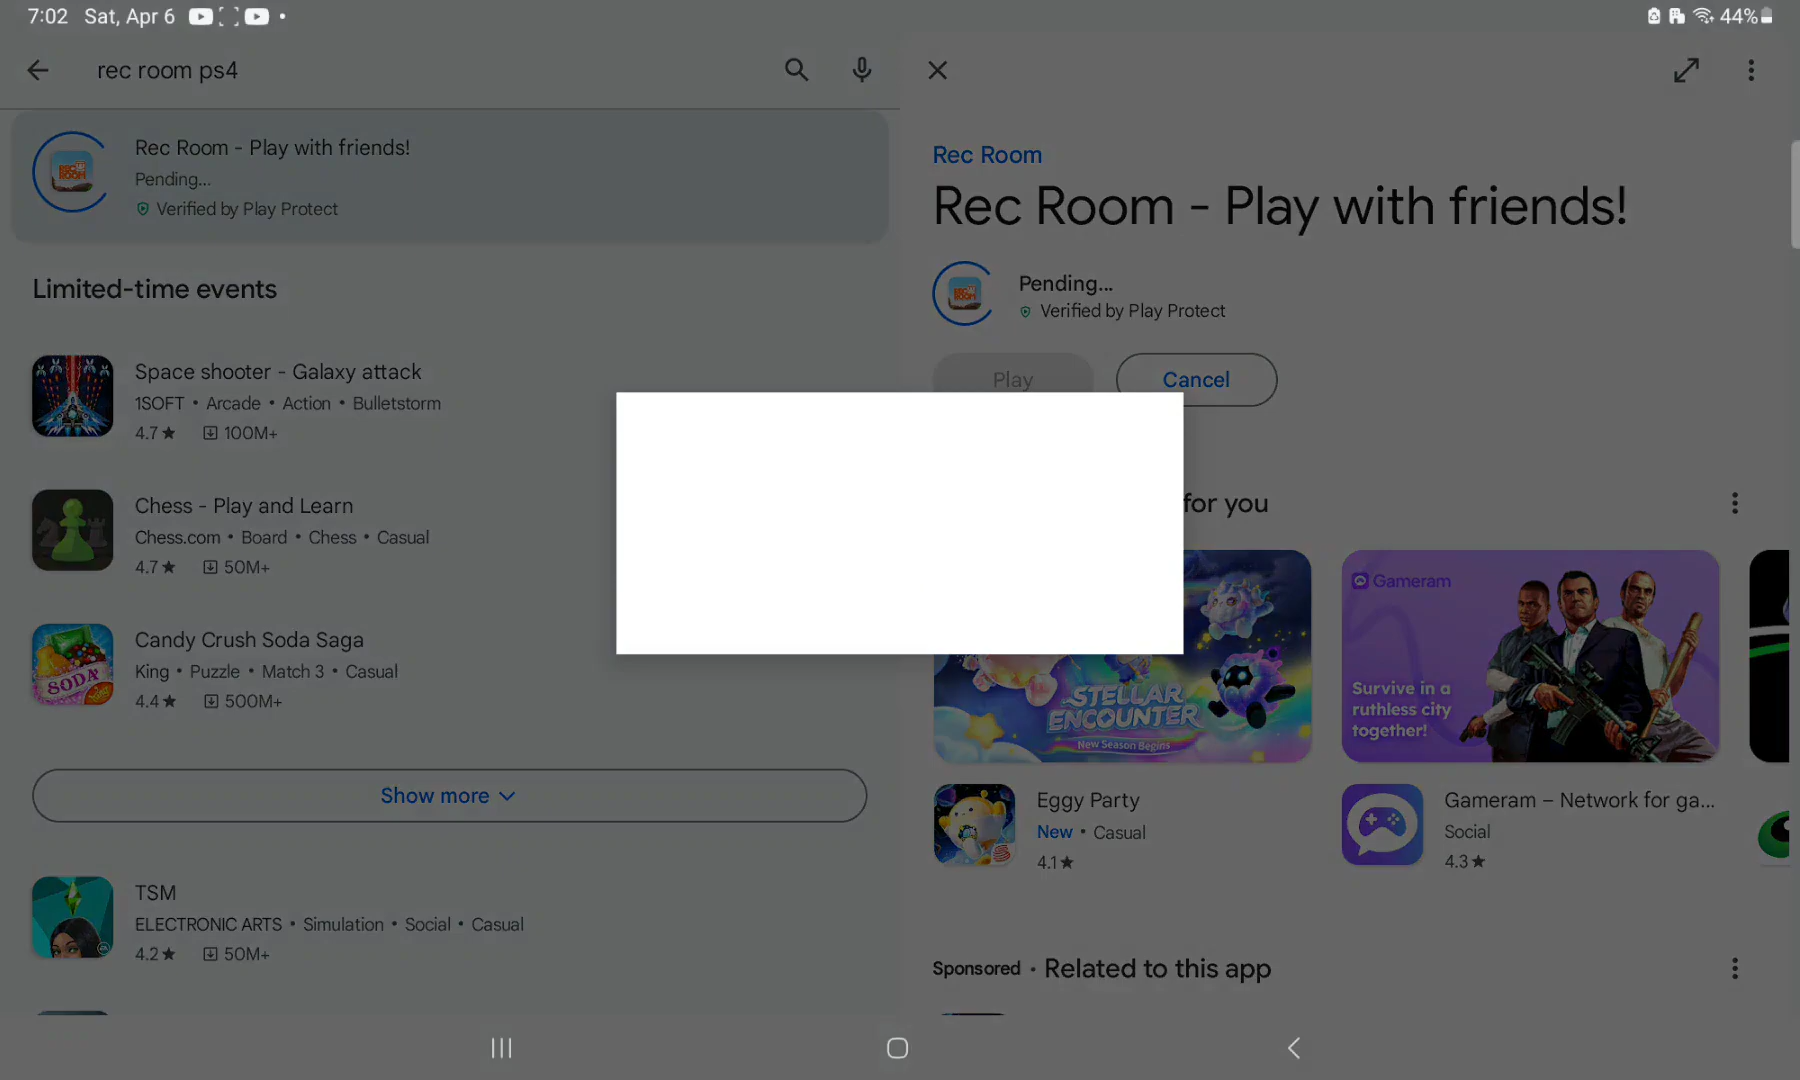 7:02 Sat, Apr 6 44%
rec room ps4
Rec Room - Play with friends!
Pending...
Verified by Play Protect
Limited-time events
Space shooter - Galaxy attack
1SOFT • Arcade • Action • Bulletstorm
4.7★ 100M+
Chess - Play and Learn
Chess.com • Board • Chess • Casual
4.7★ 50M+
SODA
Candy Crush Soda Saga
King • Puzzle • Match 3 • Casual
4.4★ 500M+
Show more
TSM
ELECTRONIC ARTS • Simulation • Social • Casual
4.2★ 50M+
Rec Room
Rec Room - Play with friends!
REC ROOM
Pending...
Verified by Play Protect
Play Cancel
for you
STELLAR
ENCOUNTER
New Season Begins
Gameram
Survive in a
ruthless city
together!
Eggy Party
New • Casual
4.1★
Gameram – Network for ga...
Social
4.3★
Sponsored • Related to this app